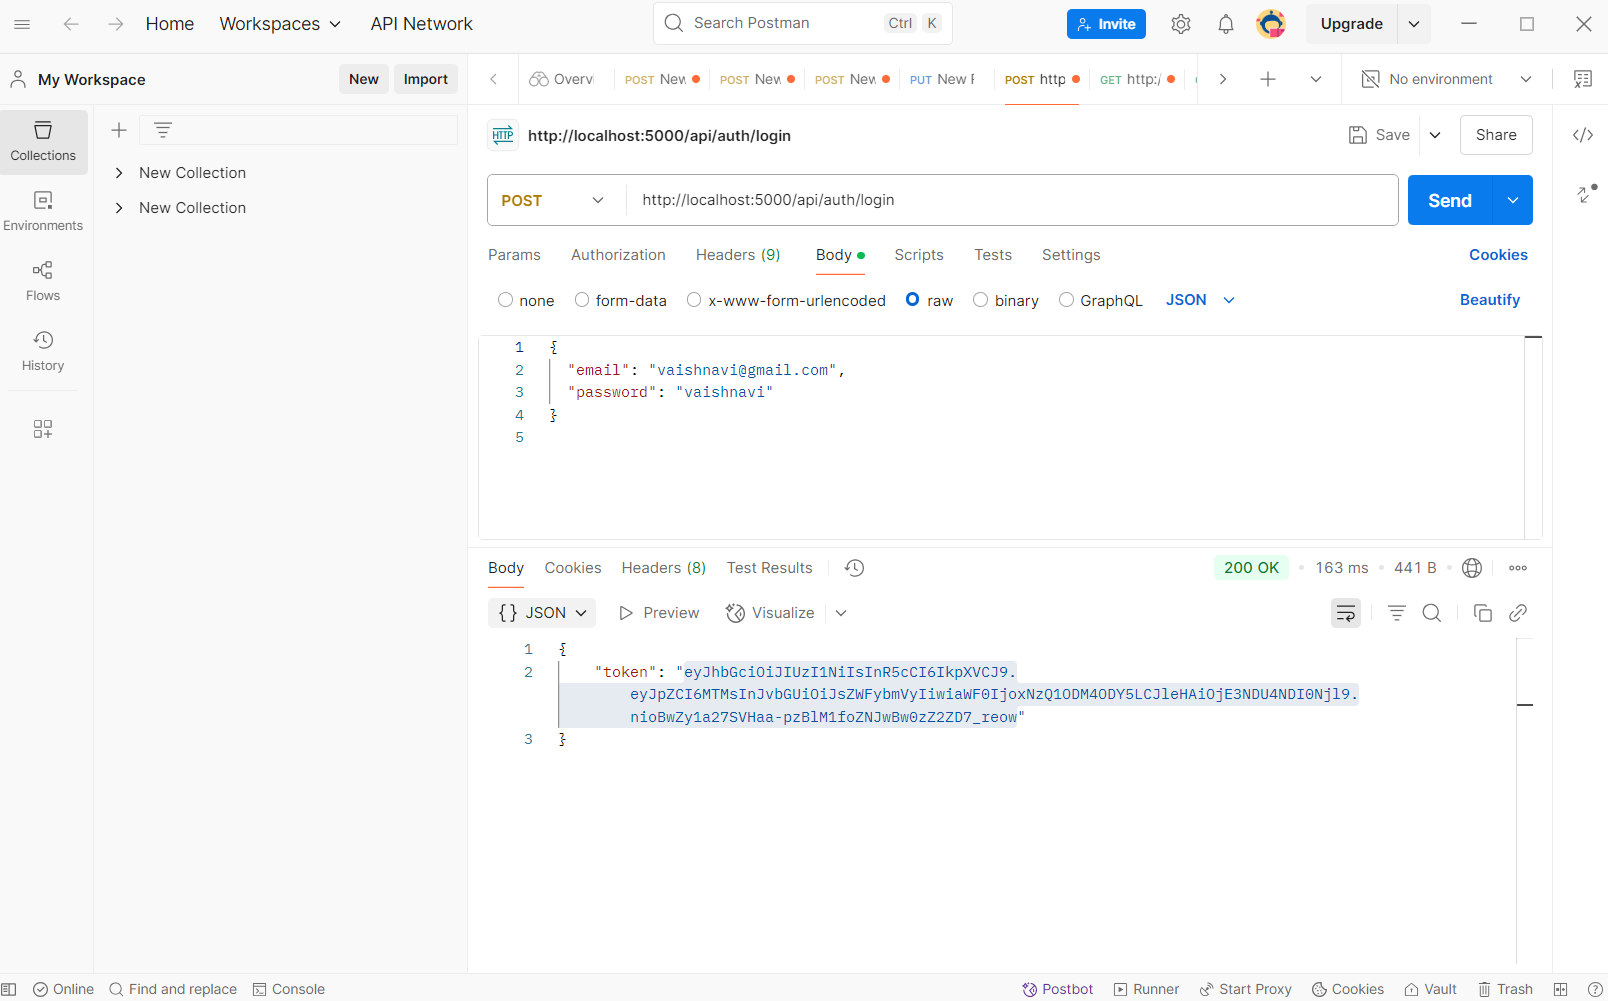 Home Workspaces API Network Search Postman Ctrl K Invite Upgrade
My Workspace New Import Overv POST New POST New POST New PUT New F POST http GET http:/ No environment
Collections
Environments
Flows
History
New Collection
New Collection
HTTP http://localhost:5000/api/auth/login Save Share
POST http://localhost:5000/api/auth/login Send
Params Authorization Headers (9) Body Scripts Tests Settings Cookies
none form-data x-www-form-urlencoded raw binary GraphQL JSON Beautify
1 {
2 "email": "vaishnavi@gmail.com",
3 "password": "vaishnavi"
4 }
5
Body Cookies Headers (8) Test Results 200 OK 163 ms 441 B
{} JSON Preview Visualize
1 {
2 "token": "eyJhbGciOiJIUzI1NiIsInR5cCI6IkpXVCJ9.
eyJpZCI6MTMsInJvbGUiOiJsZWFybmVyIiwiaWF0IjoxNzQ1ODM4ODY5LCJleHAiOjE3NDU4NDI0Njl9.
nioBwZy1a27SVHaa-pzBlM1foZNJwBw0zZ2ZD7_reow"
3 }
Online Find and replace Console Postbot Runner Start Proxy Cookies Vault Trash